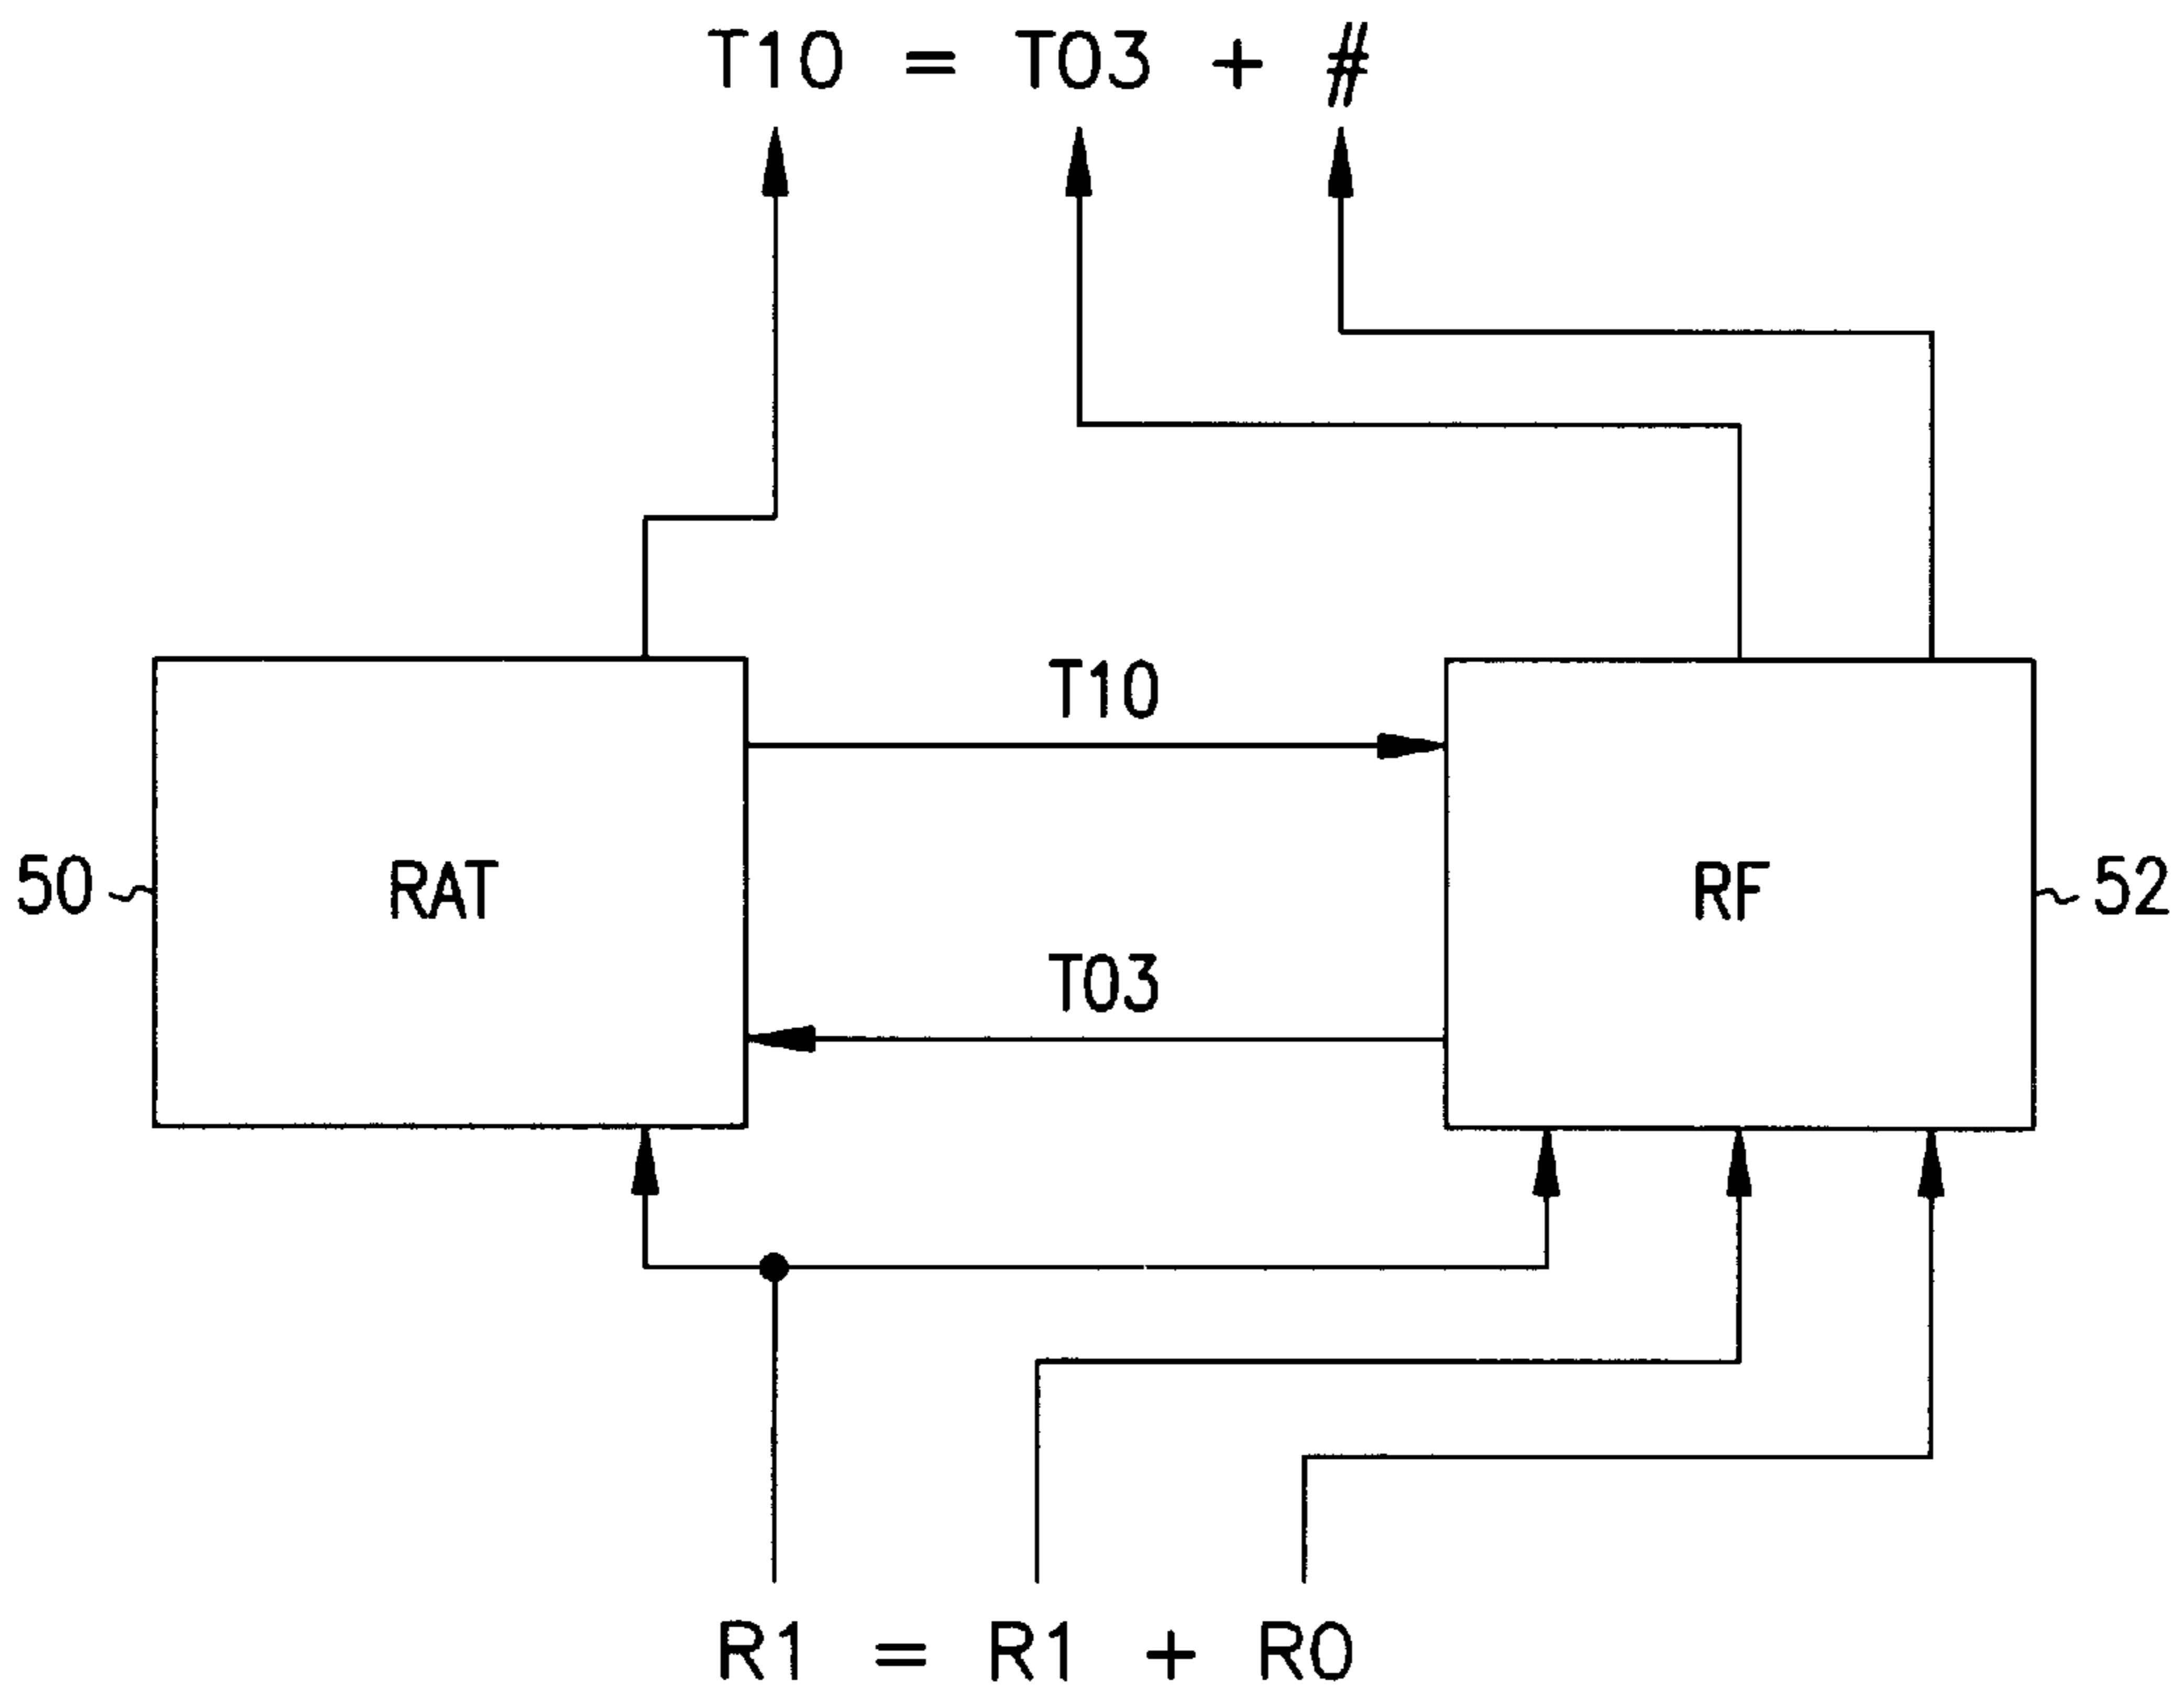 T10 = T03 + #
T10
50 RAT RF 52
T03
R1 = R1 + R0